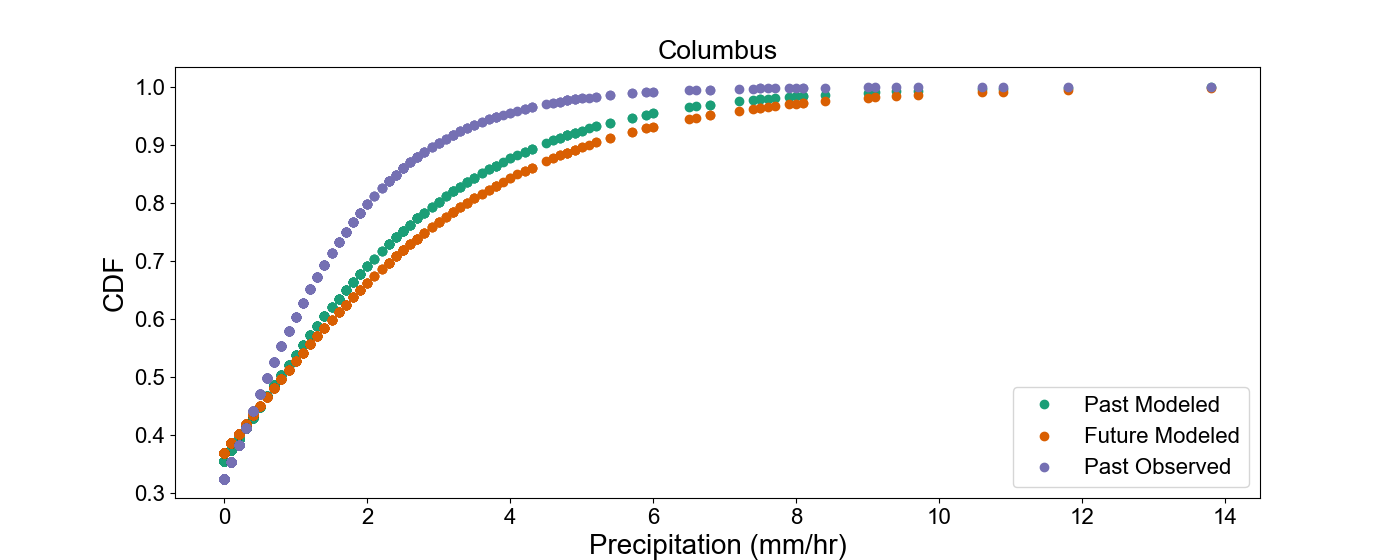 Columbus
CDF
1.0
0.9
0.8
0.7
0.6
0.5
0.4
0.3
0 2 4 6 8 10 12 14
Precipitation (mm/hr)
Past Modeled
Future Modeled
Past Observed